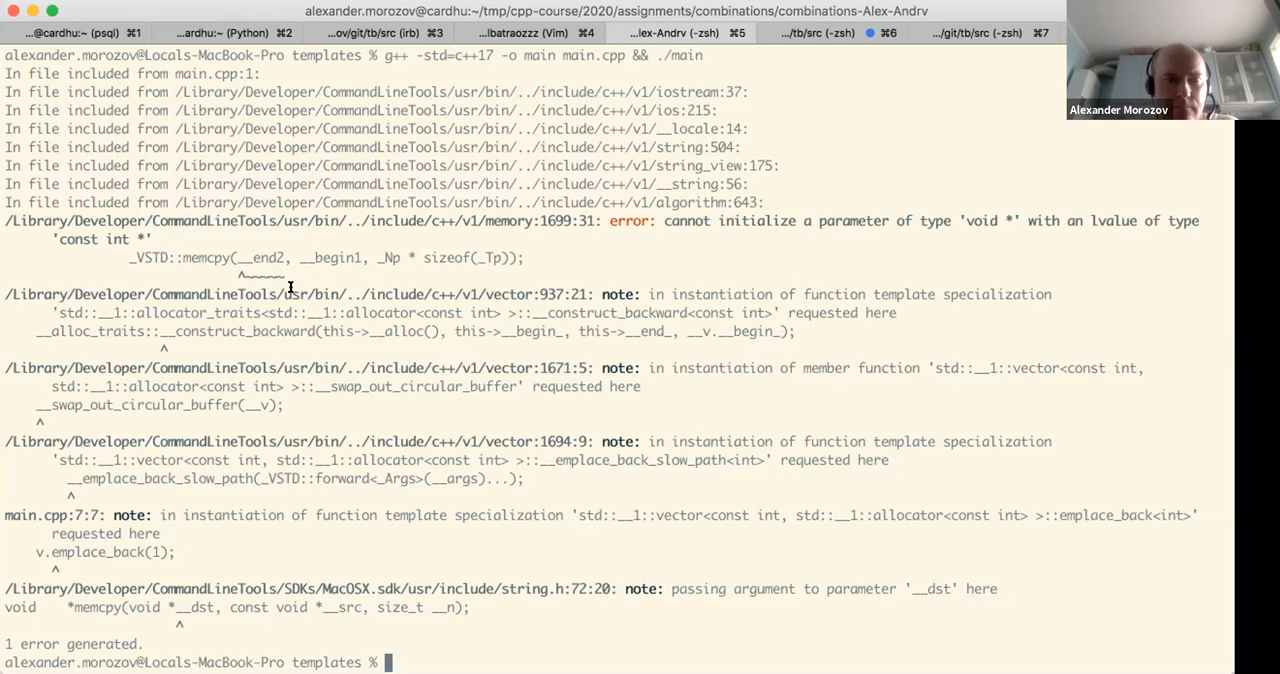 alexander.morozov@cardhu:~/tmp/cpp-course/2020/assignments/combinations/combinations-Alex-Andrv
...@cardhu: (psql) ⌘1 ...ardhu: ~ (Python) ⌘2 ...ov/git/tb/src (irb) ⌘3 ...lbatraozzz (Vim) ⌘4 ...lex-Andrv (-zsh) ⌘5 .../tb/src (-zsh) ⌘6 .../git/tb (-zsh) ⌘7
alexander.morozov@Locals-MacBook-Pro templates % g++ -std=c++17 -o main main.cpp && ./main
In file included from main.cpp:1:
In file included from /Library/Developer/CommandLineTools/usr/bin/../include/c++/v1/iostream:37:
In file included from /Library/Developer/CommandLineTools/usr/bin/../include/c++/v1/ios:215:
In file included from /Library/Developer/CommandLineTools/usr/bin/../include/c++/v1/__locale:14:
In file included from /Library/Developer/CommandLineTools/usr/bin/../include/c++/v1/string:504:
In file included from /Library/Developer/CommandLineTools/usr/bin/../include/c++/v1/string_view:175:
In file included from /Library/Developer/CommandLineTools/usr/bin/../include/c++/v1/__string:56:
In file included from /Library/Developer/CommandLineTools/usr/bin/../include/c++/v1/algorithm:643:
/Library/Developer/CommandLineTools/usr/bin/../include/c++/v1/memory:1699:31: error: cannot initialize a parameter of type 'void *' with an lvalue of type
'const int *'
_VSTD::memcpy(__end2, __begin1, _Np * sizeof(_Tp));
^~~~~~
/Library/Developer/CommandLineTools/usr/bin/../include/c++/v1/vector:937:21: note: in instantiation of function template specialization
'std::__1::allocator_traits<std::__1::allocator<const int> >::__construct_backward<const int>' requested here
__alloc_traits::__construct_backward(this->__alloc(), this->__begin_, this->__end_, __v.__begin_);
^
/Library/Developer/CommandLineTools/usr/bin/../include/c++/v1/vector:1671:5: note: in instantiation of member function 'std::__1::vector<const int,
std::__1::allocator<const int> >::__swap_out_circular_buffer' requested here
__swap_out_circular_buffer(__v);
^
/Library/Developer/CommandLineTools/usr/bin/../include/c++/v1/vector:1694:9: note: in instantiation of function template specialization
'std::__1::vector<const int, std::__1::allocator<const int> >::__emplace_back_slow_path<int>' requested here
__emplace_back_slow_path(_VSTD::forward<_Args>(__args)...);
^
main.cpp:7:7: note: in instantiation of function template specialization 'std::__1::vector<const int, std::__1::allocator<const int> >::emplace_back<int>'
requested here
v.emplace_back(1);
^
/Library/Developer/CommandLineTools/SDKs/MacOSX.sdk/usr/include/string.h:72:20: note: passing argument to parameter '__dst' here
void *memcpy(void *__dst, const void *__src, size_t __n);
^
1 error generated.
alexander.morozov@Locals-MacBook-Pro templates %
Alexander Morozov